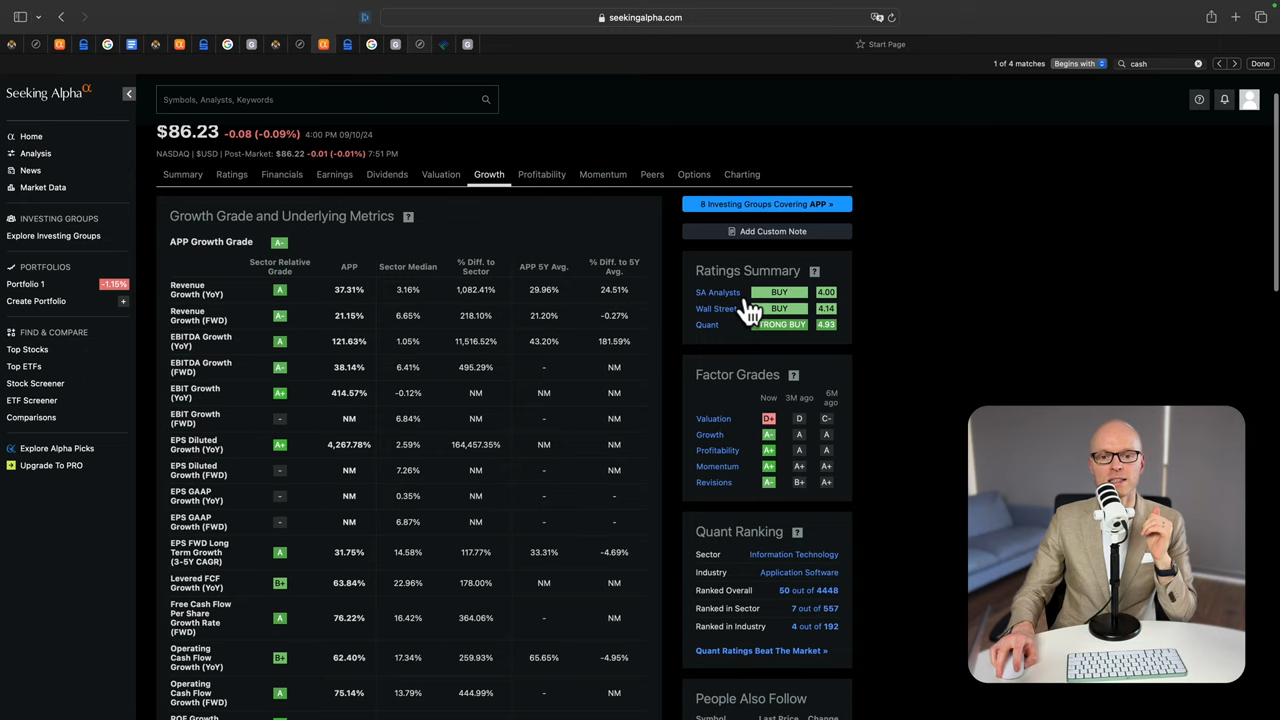 seekingalpha.com
Start Page
1 of 4 matches Begins with cash Done
Seeking Alpha α
Symbols, Analysts, Keywords
Home
Analysis
News
Market Data
INVESTING GROUPS
Explore Investing Groups
PORTFOLIOS
Portfolio 1 -1.15%
Create Portfolio
FIND & COMPARE
Top Stocks
Top ETFs
Stock Screener
ETF Screener
Comparisons
Explore Alpha Picks
Upgrade To PRO
$86.23 -0.08 (-0.09%) 4:00 PM 09/10/24
NASDAQ | $USD | Post-Market: $86.22 -0.01 (-0.01%) 7:51 PM
Summary Ratings Financials Earnings Dividends Valuation Growth Profitability Momentum Peers Options Charting
Growth Grade and Underlying Metrics ?
APP Growth Grade A-
Sector Relative Grade APP Sector Median % Diff. to Sector APP 5Y Avg. % Diff. to 5Y Avg.
Revenue Growth (YoY) A 37.31% 3.16% 1,082.41% 29.96% 24.51%
Revenue Growth (FWD) A- 21.15% 6.65% 218.10% 21.20% -0.27%
EBITDA Growth (YoY) A 121.63% 1.05% 11,516.52% 43.20% 181.59%
EBITDA Growth (FWD) A- 38.14% 6.41% 495.29% - NM
EBIT Growth (YoY) A+ 414.57% -0.12% NM NM NM
EBIT Growth (FWD) - NM 6.84% NM - NM
EPS Diluted Growth (YoY) A+ 4,267.78% 2.59% 164,457.35% NM NM
EPS Diluted Growth (FWD) - NM 7.26% NM - NM
EPS GAAP Growth (YoY) - NM 0.35% NM - -
EPS GAAP Growth (FWD) - NM 6.87% NM - -
EPS FWD Long Term Growth (3-5Y CAGR) A 31.75% 14.58% 117.77% 33.31% -4.69%
Levered FCF Growth (YoY) B+ 63.84% 22.96% 178.00% NM NM
Free Cash Flow Per Share Growth Rate (FWD) A 76.22% 16.42% 364.06% - NM
Operating Cash Flow Growth (YoY) B+ 62.40% 17.34% 259.93% 65.65% -4.95%
Operating Cash Flow Growth (FWD) A 75.14% 13.79% 444.99% - NM
ROE Growth
8 Investing Groups Covering APP »
Add Custom Note
Ratings Summary ?
SA Analysts BUY 4.00
Wall Street BUY 4.14
Quant STRONG BUY 4.93
Factor Grades ?
Now 3M ago 6M ago
Valuation D+ D C-
Growth A- A A
Profitability A+ A A
Momentum A+ A+ A+
Revisions A- B+ A+
Quant Ranking ?
Sector Information Technology
Industry Application Software
Ranked Overall 50 out of 4448
Ranked in Sector 7 out of 557
Ranked in Industry 4 out of 192
Quant Ratings Beat The Market »
People Also Follow
Symbol Last Price Change